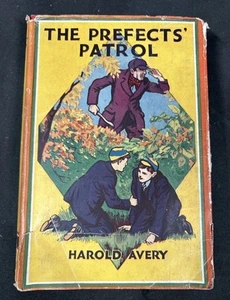 THE PREFECTS'
PATROL
HAROLD AVERY